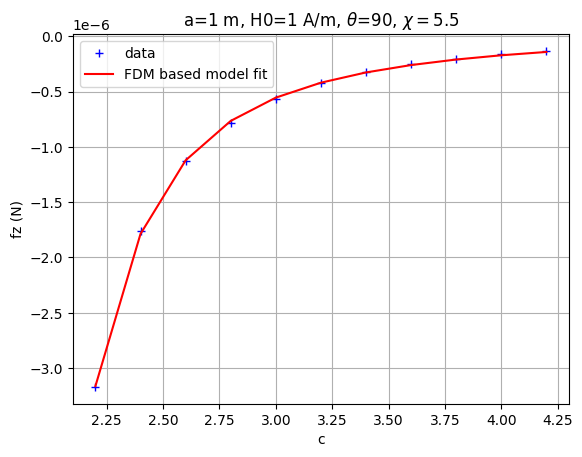 a=1 m, H0=1 A/m, θ=90, χ = 5.5
1e−6
0.0
−0.5
−1.0
−1.5
−2.0
−2.5
−3.0
fz (N)
data
FDM based model fit
2.25 2.50 2.75 3.00 3.25 3.50 3.75 4.00 4.25
c